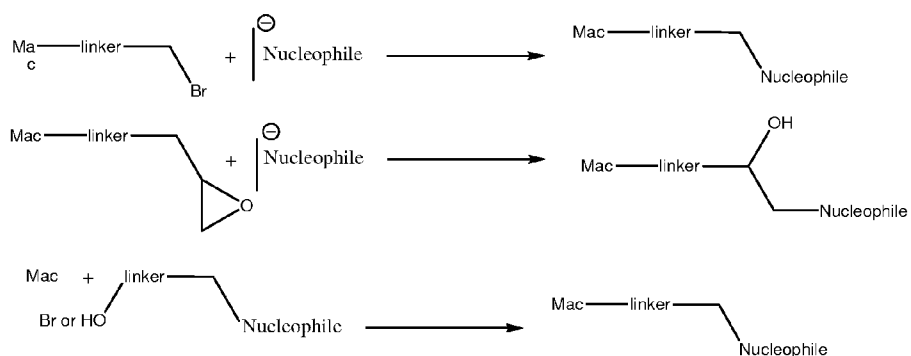 Ma
c linker Br + ⊖ Nucleophile Mac linker Nucleophile
Mac linker O + ⊖ Nucleophile Mac linker OH Nucleophile
Mac + linker
Br or HO Nucleophile Mac linker Nucleophile